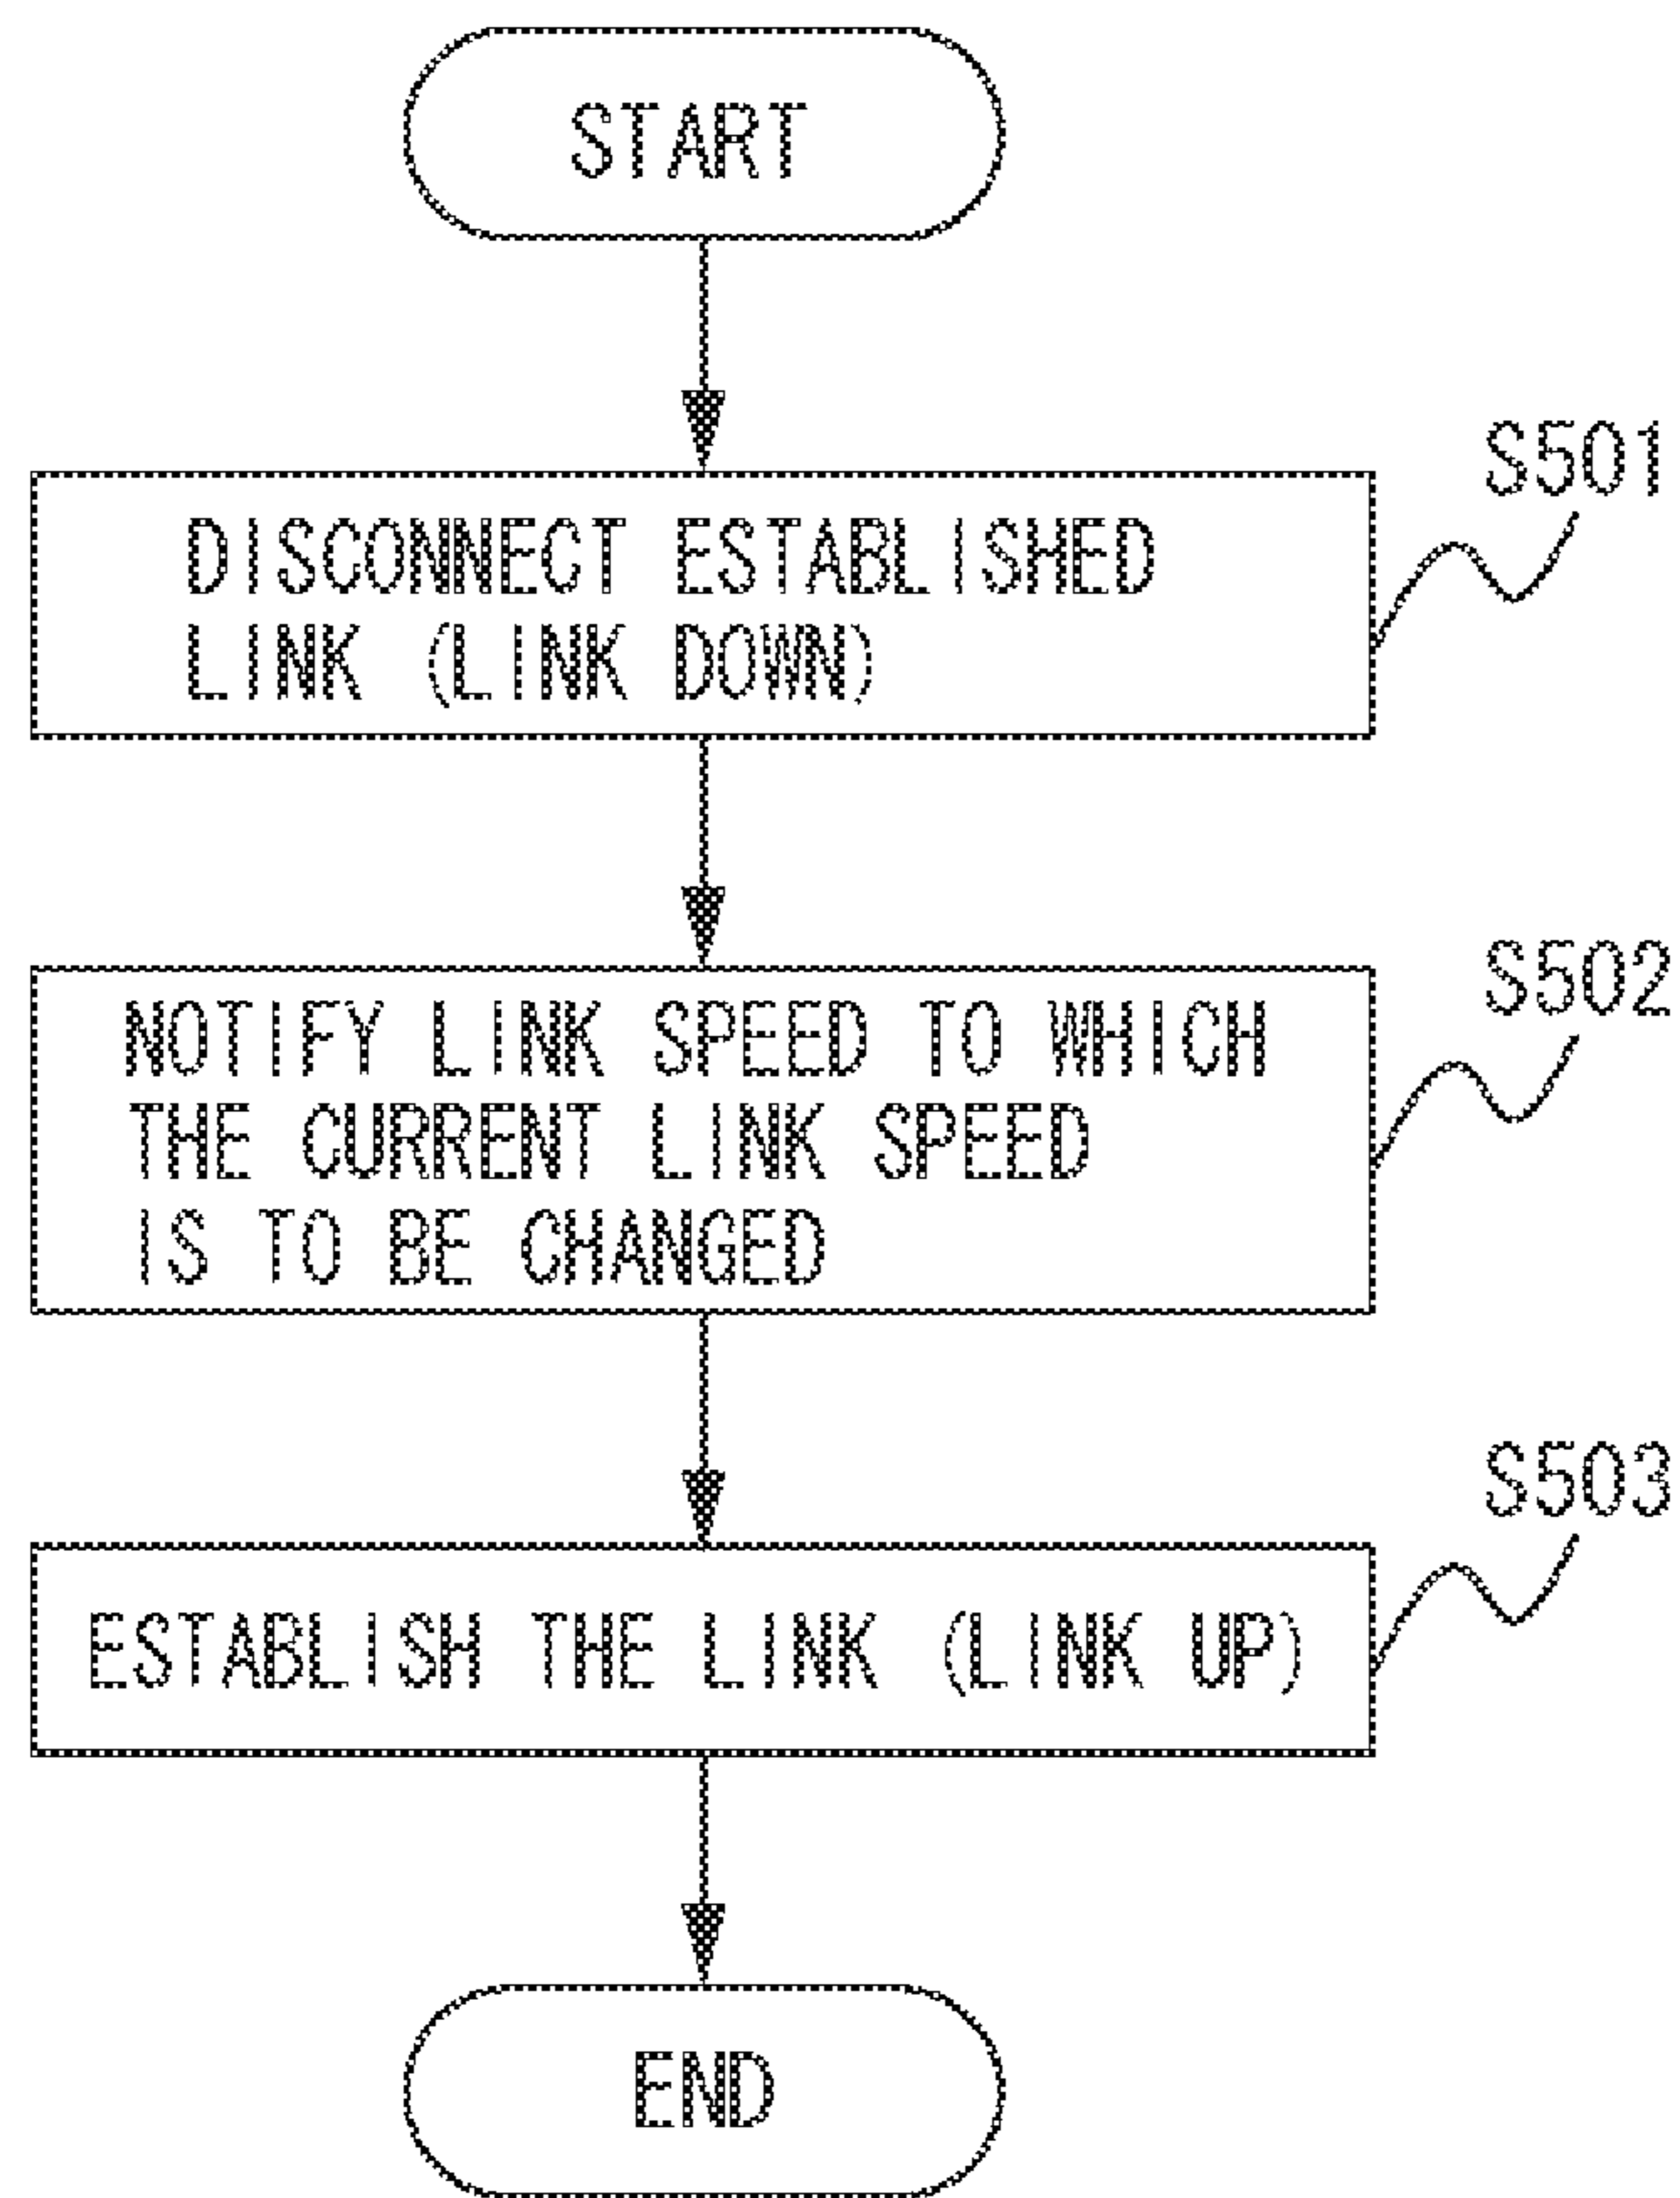 START
S501
DISCONNECT ESTABLISHED
LINK (LINK DOWN)
S502
NOTIFY LINK SPEED TO WHICH
THE CURRENT LINK SPEED
IS TO BE CHANGED
S503
ESTABLISH THE LINK (LINK UP)
END